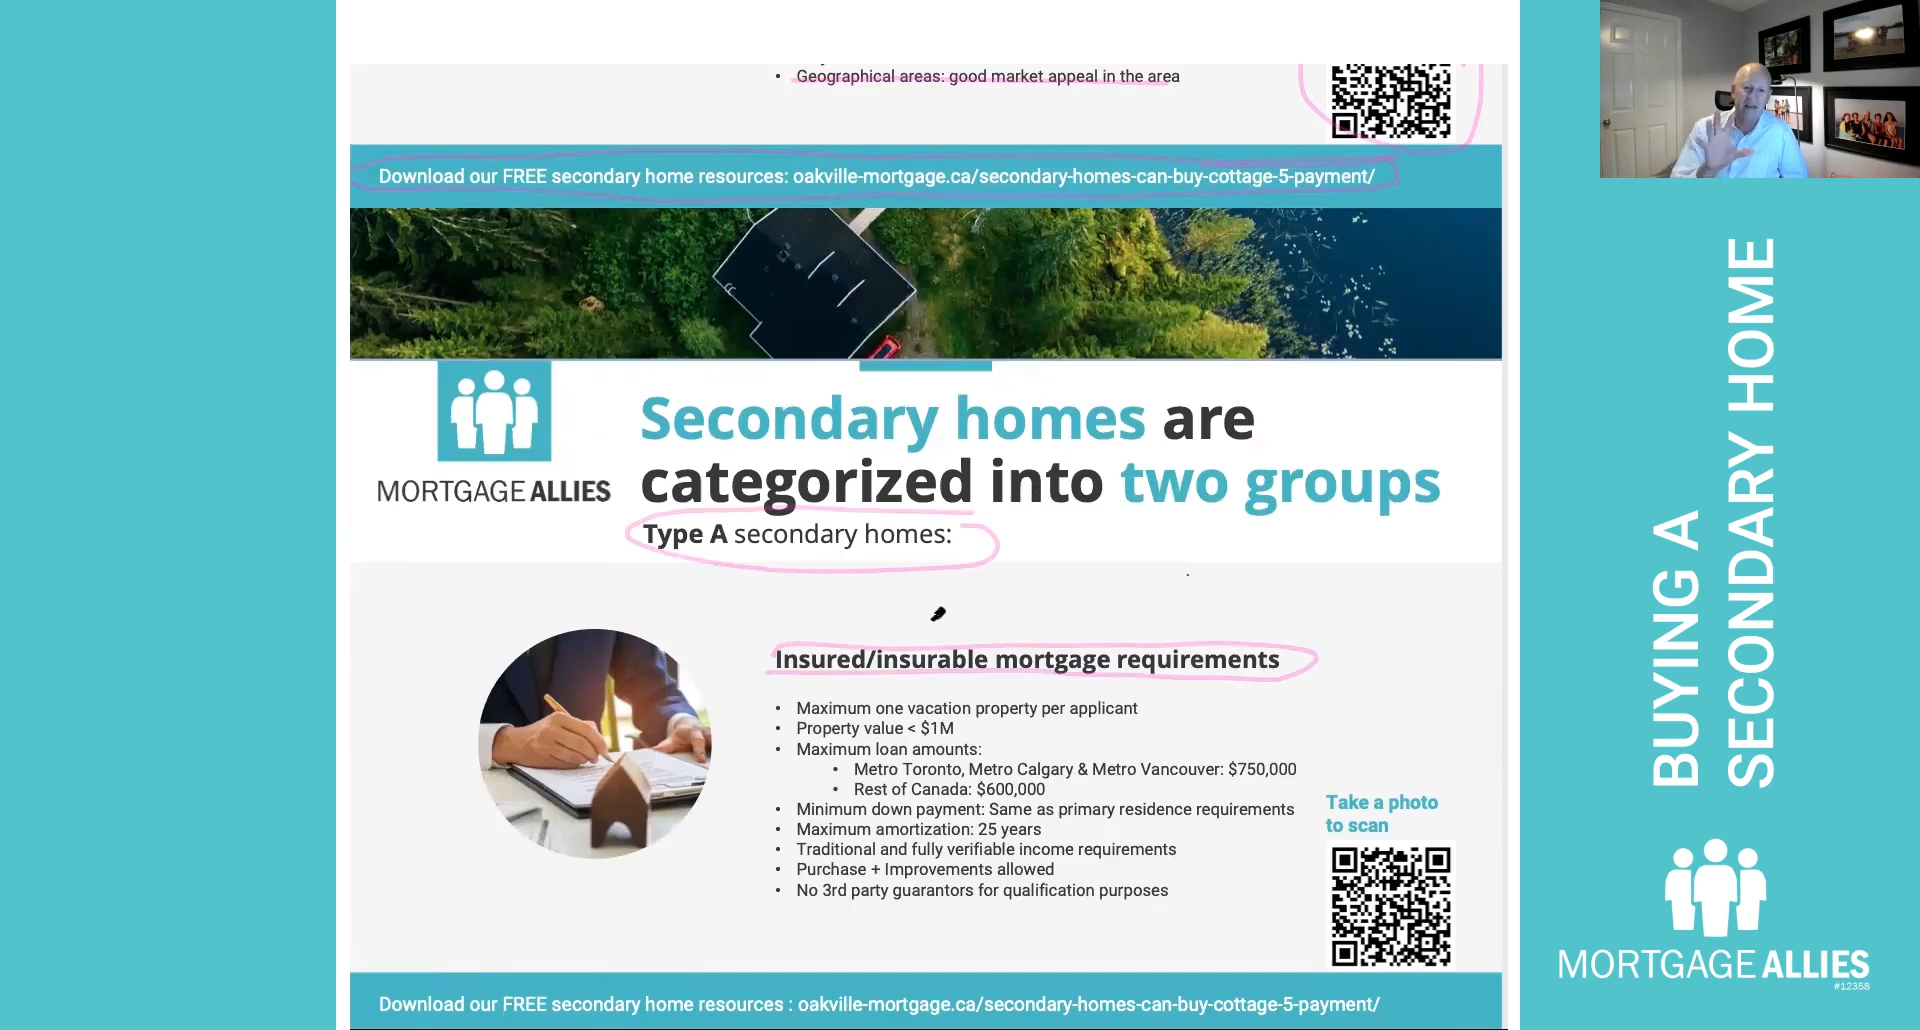 Geographical areas: good market appeal in the area
Download our FREE secondary home resources: oakville-mortgage.ca/secondary-homes-can-buy-cottage-5-payment/
MORTGAGE ALLIES
Secondary homes are
categorized into two groups
Type A secondary homes:
Insured/insurable mortgage requirements
• Maximum one vacation property per applicant
• Property value < $1M
• Maximum loan amounts:
• Metro Toronto, Metro Calgary & Metro Vancouver: $750,000
• Rest of Canada: $600,000
• Minimum down payment: Same as primary residence requirements
• Maximum amortization: 25 years
• Traditional and fully verifiable income requirements
• Purchase + Improvements allowed
• No 3rd party guarantors for qualification purposes
Take a photo
to scan
Download our FREE secondary home resources : oakville-mortgage.ca/secondary-homes-can-buy-cottage-5-payment/
BUYING A
SECONDARY HOME
MORTGAGE ALLIES
#12358